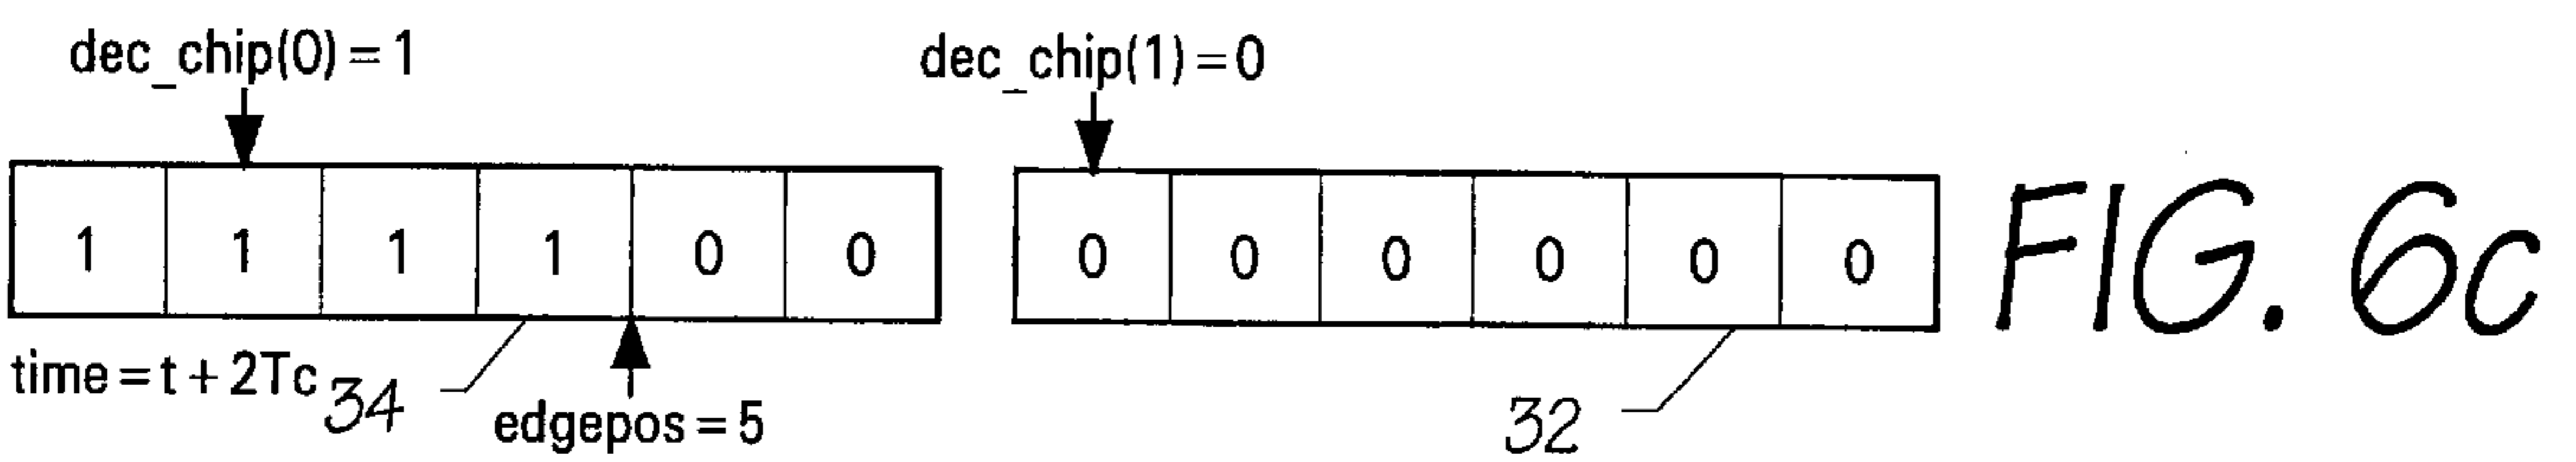 dec_chip(0) = 1
dec_chip(1) = 0
1 1 1 1 0 0
0 0 0 0 0 0
FIG. 6c
time = t + 2Tc
34
edgepos = 5
32